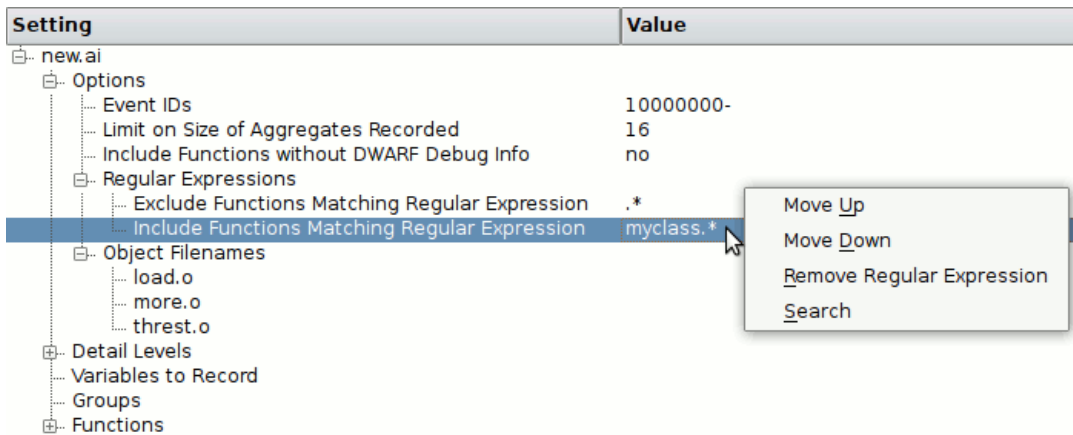 Setting Value
new.ai
Options
Event IDs 10000000-
Limit on Size of Aggregates Recorded 16
Include Functions without DWARF Debug Info no
Regular Expressions
Exclude Functions Matching Regular Expression .*
Include Functions Matching Regular Expression myclass.*
Object Filenames
load.o
more.o
threst.o
Detail Levels
Variables to Record
Groups
Functions
Move Up
Move Down
Remove Regular Expression
Search